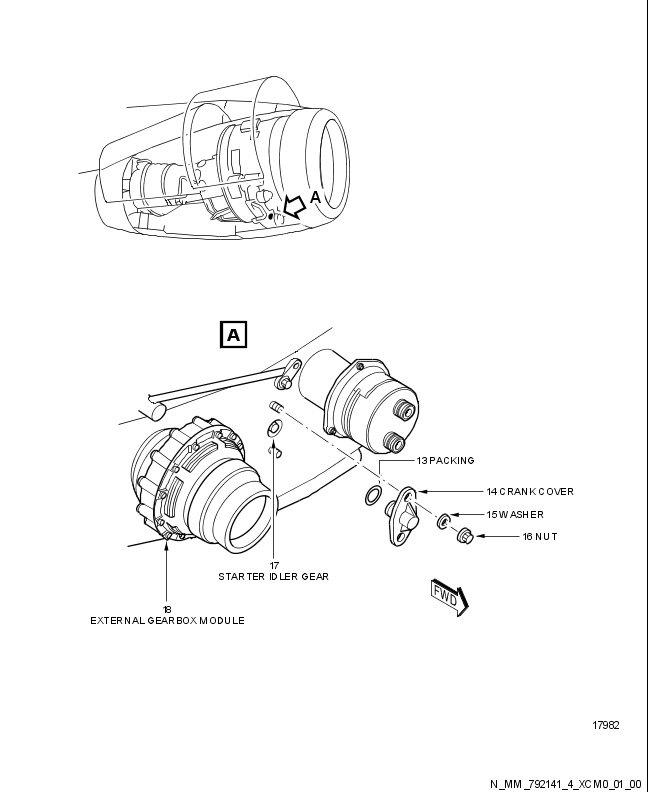 A
A
13 PACKING
14 CRANK COVER
15 WASHER
16 NUT
17
STARTER IDLER GEAR
FWD
18
EXTERNAL GEARBOX MODULE
17982
N_MM_792141_4_XCM0_01_00